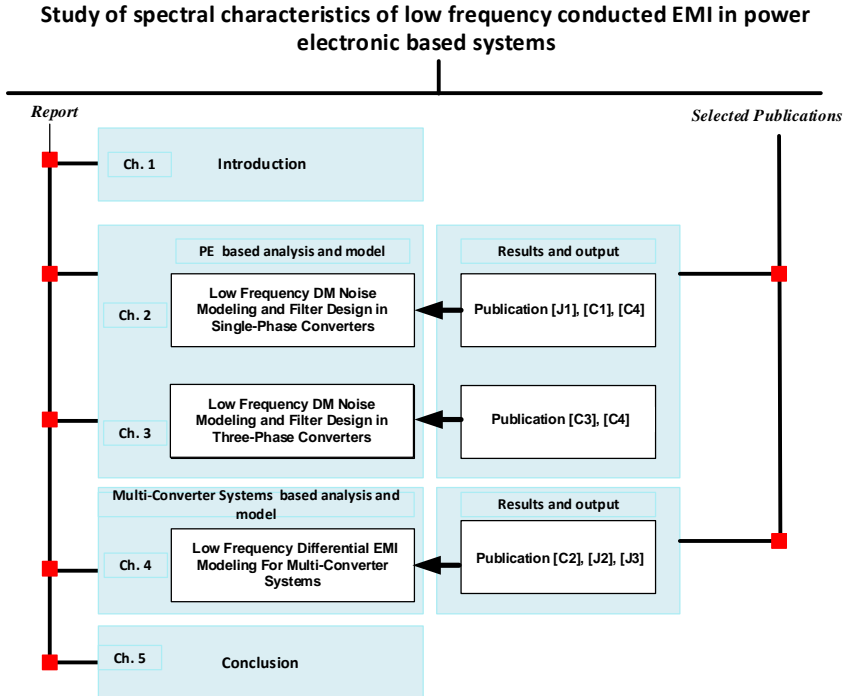 Study of spectral characteristics of low frequency conducted EMI in power
electronic based systems
Report
Selected Publications
Ch. 1
Introduction
PE based analysis and model
Results and output
Ch. 2
Low Frequency DM Noise
Modeling and Filter Design in
Single-Phase Converters
Publication [J1], [C1], [C4]
Ch. 3
Low Frequency DM Noise
Modeling and Filter Design in
Three-Phase Converters
Publication [C3], [C4]
Multi-Converter Systems based analysis and
model
Results and output
Ch. 4
Low Frequency Differential EMI
Modeling For Multi-Converter
Systems
Publication [C2], [J2], [J3]
Ch. 5
Conclusion